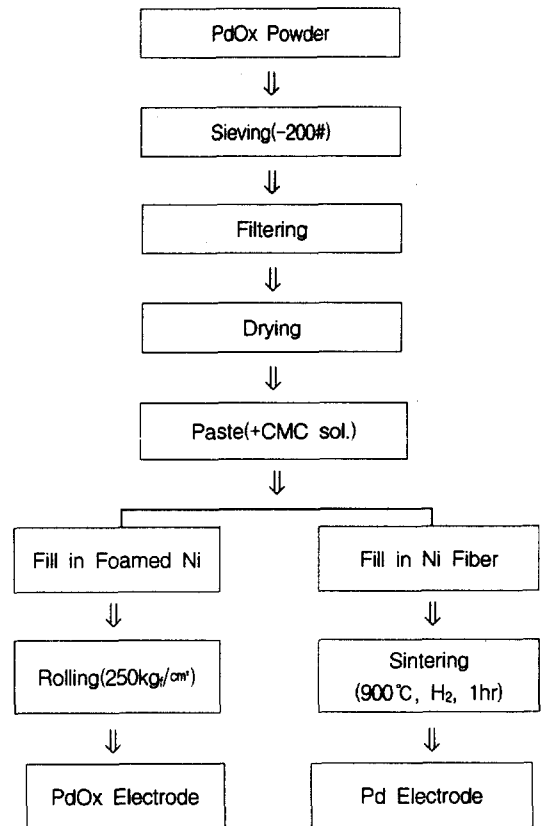 PdOx Powder
⇓
Sieving(-200#)
⇓
Filtering
⇓
Drying
⇓
Paste(+CMC sol.)
⇓
Fill in Foamed Ni
⇓
Rolling(250kgf/㎠)
⇓
PdOx Electrode
Fill in Ni Fiber
⇓
Sintering
(900℃, H₂, 1hr)
⇓
Pd Electrode